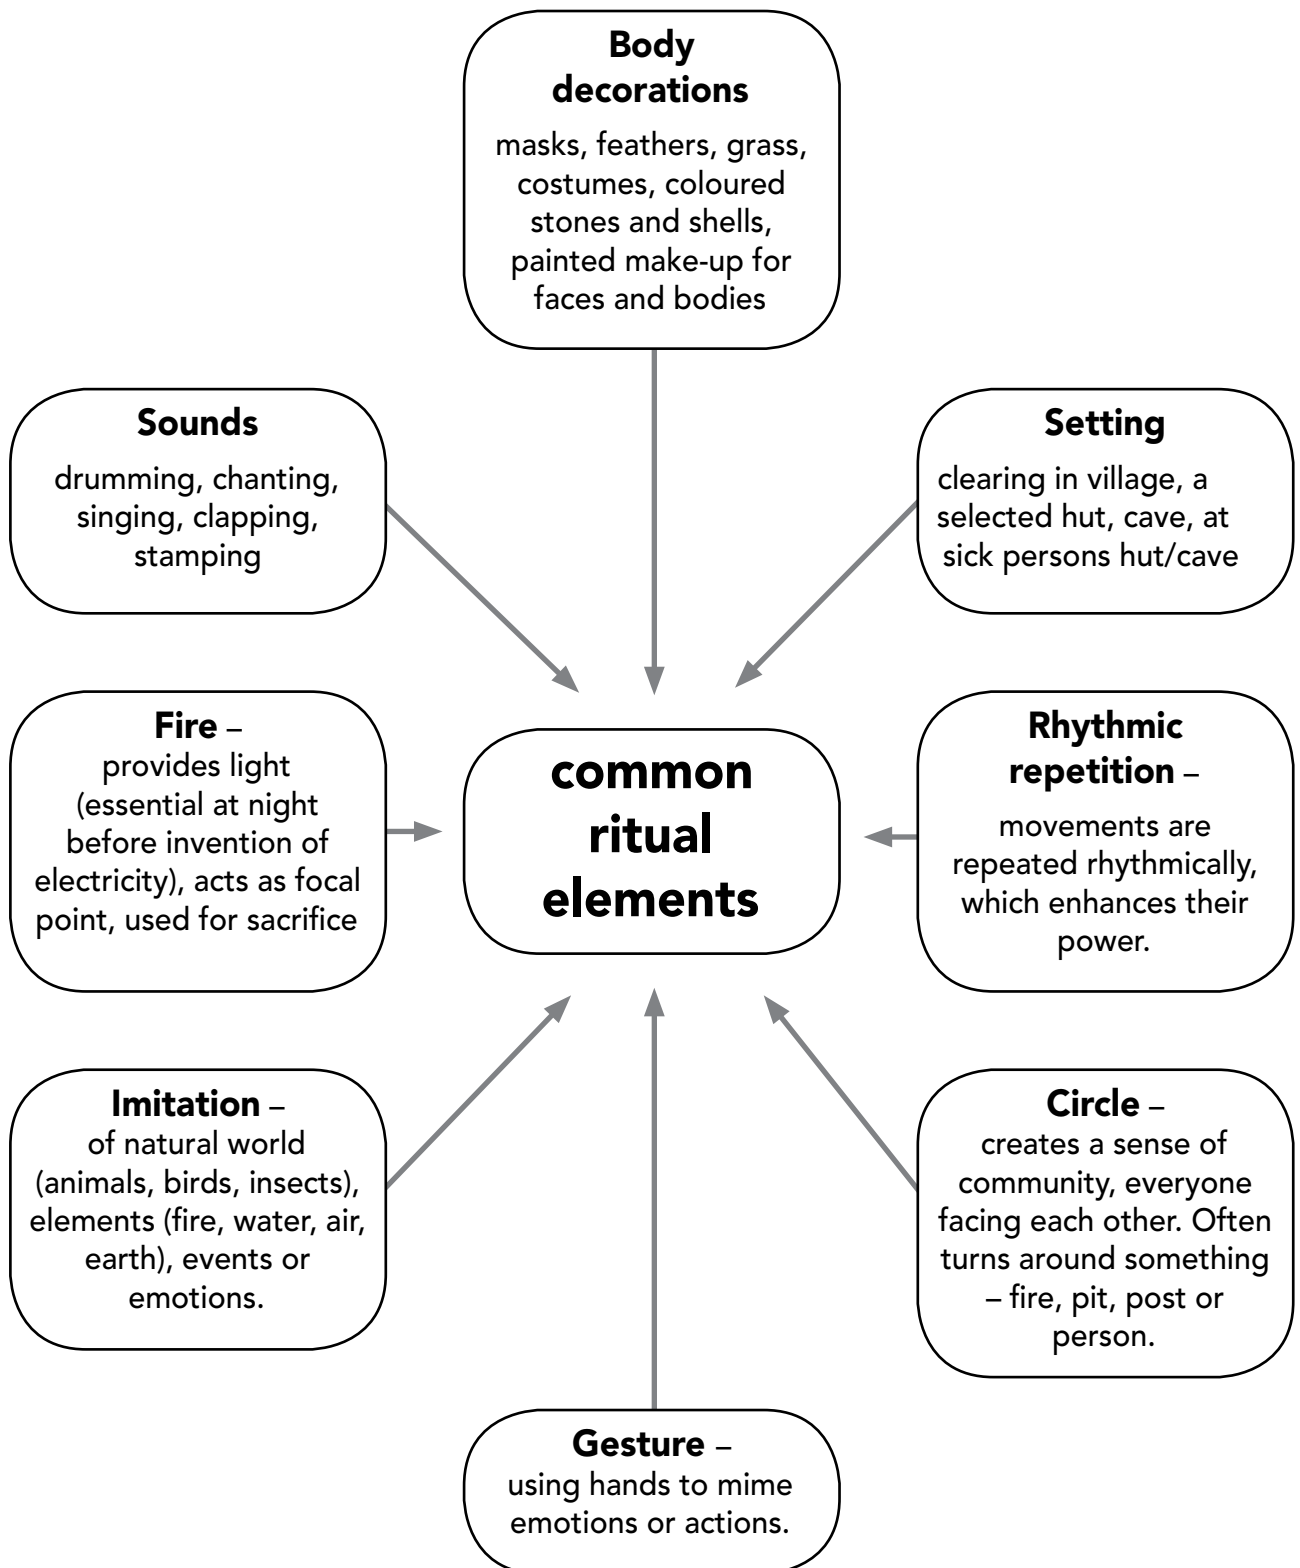 Body
decorations
masks, feathers, grass,
costumes, coloured
stones and shells,
painted make-up for
faces and bodies
Sounds
drumming, chanting,
singing, clapping,
stamping
Setting
clearing in village, a
selected hut, cave, at
sick persons hut/cave
Fire –
provides light
(essential at night
before invention of
electricity), acts as focal
point, used for sacrifice
common
ritual
elements
Rhythmic
repetition –
movements are
repeated rhythmically,
which enhances their
power.
Imitation –
of natural world
(animals, birds, insects),
elements (fire, water, air,
earth), events or
emotions.
Circle –
creates a sense of
community, everyone
facing each other. Often
turns around something
– fire, pit, post or
person.
Gesture –
using hands to mime
emotions or actions.